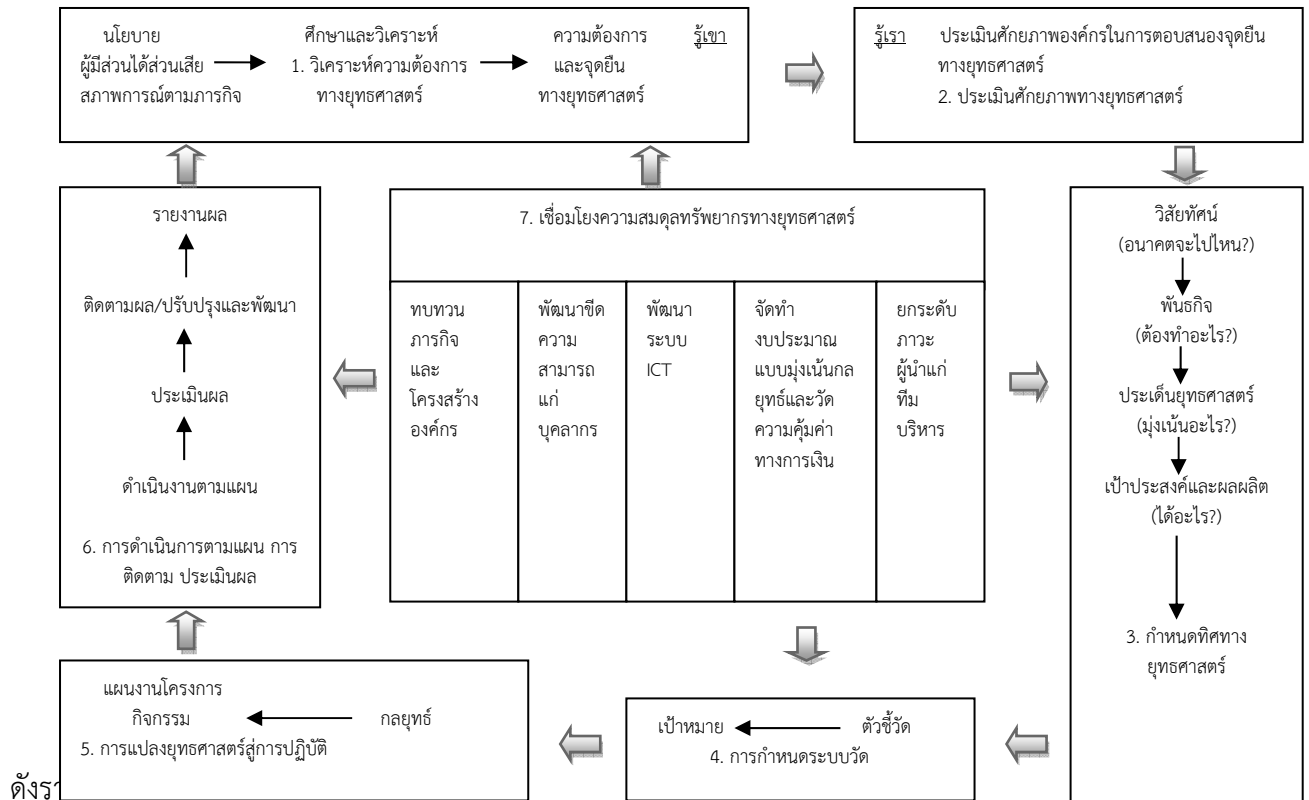 นโยบาย
ผู้มีส่วนได้ส่วนเสีย
สภาพการณ์ตามภารกิจ
ศึกษาและวิเคราะห์
1. วิเคราะห์ความต้องการ
ทางยุทธศาสตร์
ความต้องการ
และจุดยืน
ทางยุทธศาสตร์
รู้เขา
รู้เรา
ประเมินศักยภาพองค์กรในการตอบสนองจุดยืน
ทางยุทธศาสตร์
2. ประเมินศักยภาพทางยุทธศาสตร์
รายงานผล
ติดตามผล/ปรับปรุงและพัฒนา
ประเมินผล
ดำเนินงานตามแผน
6. การดำเนินการตามแผน การ
ติดตาม ประเมินผล
7. เชื่อมโยงความสมดุลทรัพยากรทางยุทธศาสตร์
ทบทวน
ภารกิจ
และ
โครงสร้าง
องค์กร
พัฒนาขีด
ความ
สามารถ
แก่
บุคลากร
พัฒนา
ระบบ
ICT
จัดทำ
งบประมาณ
แบบมุ่งเน้นกล
ยุทธ์และวัด
ความคุ้มค่า
ทางการเงิน
ยกระดับ
ภาวะ
ผู้นำแก่
ทีม
บริหาร
วิสัยทัศน์
(อนาคตจะไปไหน?)
พันธกิจ
(ต้องทำอะไร?)
ประเด็นยุทธศาสตร์
(มุ่งเน้นอะไร?)
เป้าประสงค์และผลผลิต
(ได้อะไร?)
3. กำหนดทิศทาง
ยุทธศาสตร์
แผนงานโครงการ
กิจกรรม
กลยุทธ์
5. การแปลงยุทธศาสตร์สู่การปฏิบัติ
เป้าหมาย
ตัวชี้วัด
4. การกำหนดระบบวัด